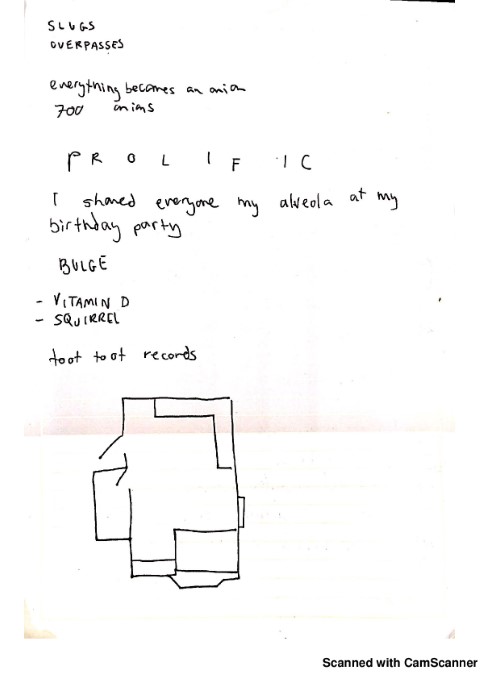 SLUGS
OVERPASSES
everything becomes an onion
700 onions
PROLIFIC
I showed everyone my alveola at my
birthday party
BULGE
- VITAMIN D
- SQUIRREL
toot toot records
Scanned with CamScanner